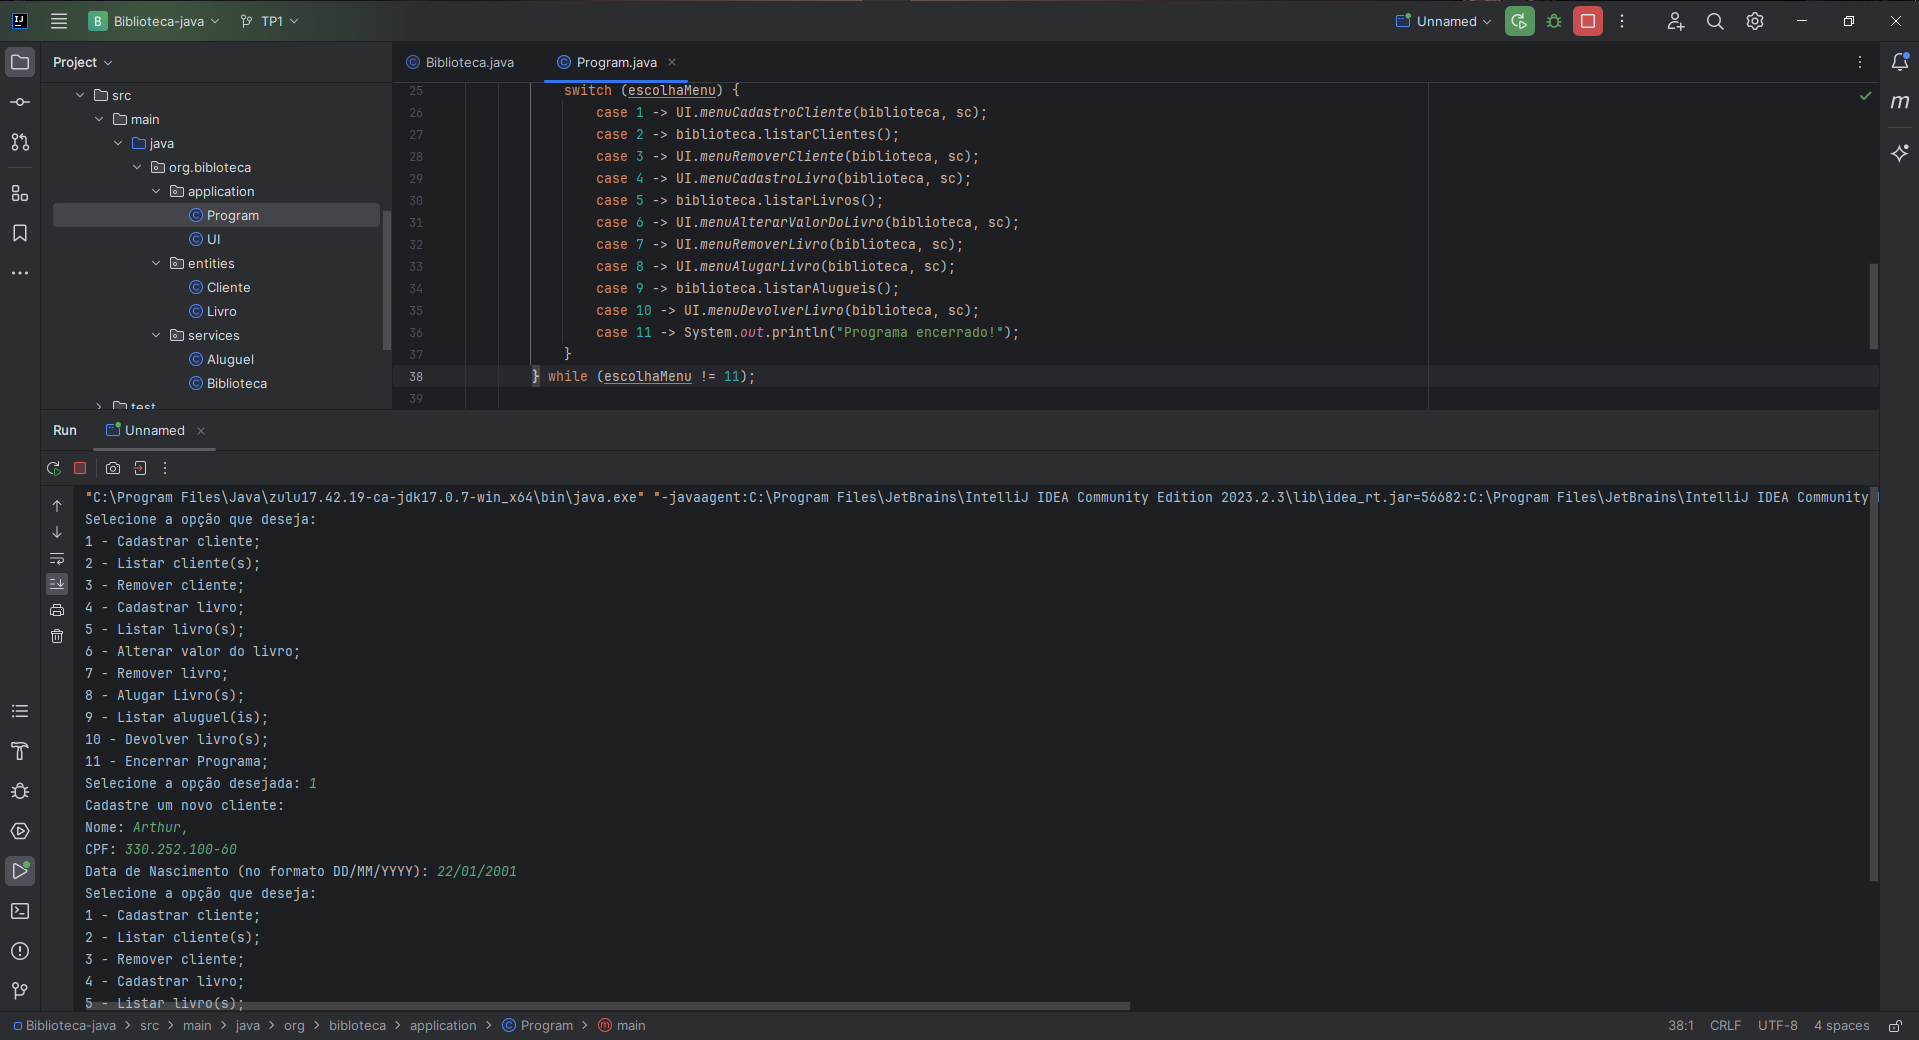 Biblioteca-java
TP1
Unnamed
Project
src
main
java
org.bibloteca
application
Program
UI
entities
Cliente
Livro
services
Aluguel
Biblioteca
test
Biblioteca.java
Program.java
25 switch (escolhaMenu) {
26 case 1 -> UI.menuCadastroCliente(biblioteca, sc);
27 case 2 -> biblioteca.listarClientes();
28 case 3 -> UI.menuRemoverCliente(biblioteca, sc);
29 case 4 -> UI.menuCadastroLivro(biblioteca, sc);
30 case 5 -> biblioteca.listarLivros();
31 case 6 -> UI.menuAlterarValorDoLivro(biblioteca, sc);
32 case 7 -> UI.menuRemoverLivro(biblioteca, sc);
33 case 8 -> UI.menuAlugarLivro(biblioteca, sc);
34 case 9 -> biblioteca.listarAlugueis();
35 case 10 -> UI.menuDevolverLivro(biblioteca, sc);
36 case 11 -> System.out.println("Programa encerrado!");
37 }
38 } while (escolhaMenu != 11);
39
Run
Unnamed
"C:\Program Files\Java\zulu17.42.19-ca-jdk17.0.7-win_x64\bin\java.exe" "-javaagent:C:\Program Files\JetBrains\IntelliJ IDEA Community Edition 2023.2.3\lib\idea_rt.jar=56682:C:\Program Files\JetBrains\IntelliJ IDEA Community
Selecione a opção que deseja:
1 - Cadastrar cliente;
2 - Listar cliente(s);
3 - Remover cliente;
4 - Cadastrar livro;
5 - Listar livro(s);
6 - Alterar valor do livro;
7 - Remover livro;
8 - Alugar Livro(s);
9 - Listar aluguel(is);
10 - Devolver livro(s);
11 - Encerrar Programa;
Selecione a opção desejada: 1
Cadastre um novo cliente:
Nome: Arthur,
CPF: 330.252.100-60
Data de Nascimento (no formato DD/MM/YYYY): 22/01/2001
Selecione a opção que deseja:
1 - Cadastrar cliente;
2 - Listar cliente(s);
3 - Remover cliente;
4 - Cadastrar livro;
5 - Listar livro(s);
Biblioteca-java > src > main > java > org > bibloteca > application > Program > main
38:1 CRLF UTF-8 4 spaces